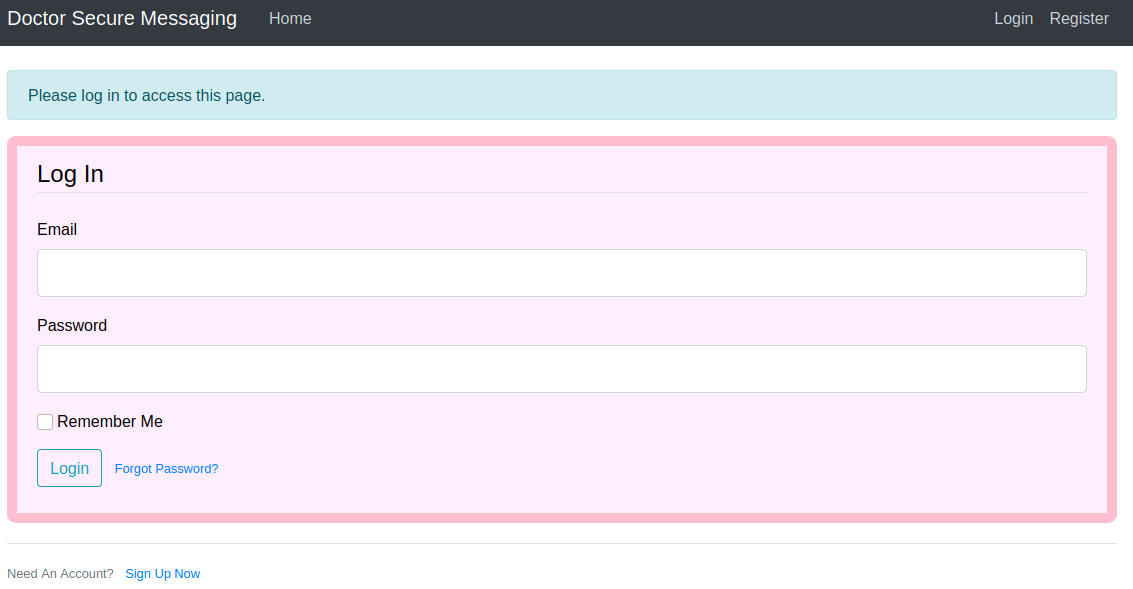 Doctor Secure Messaging Home Login Register
Please log in to access this page.
Log In
Email
Password
Remember Me
Login Forgot Password?
Need An Account? Sign Up Now